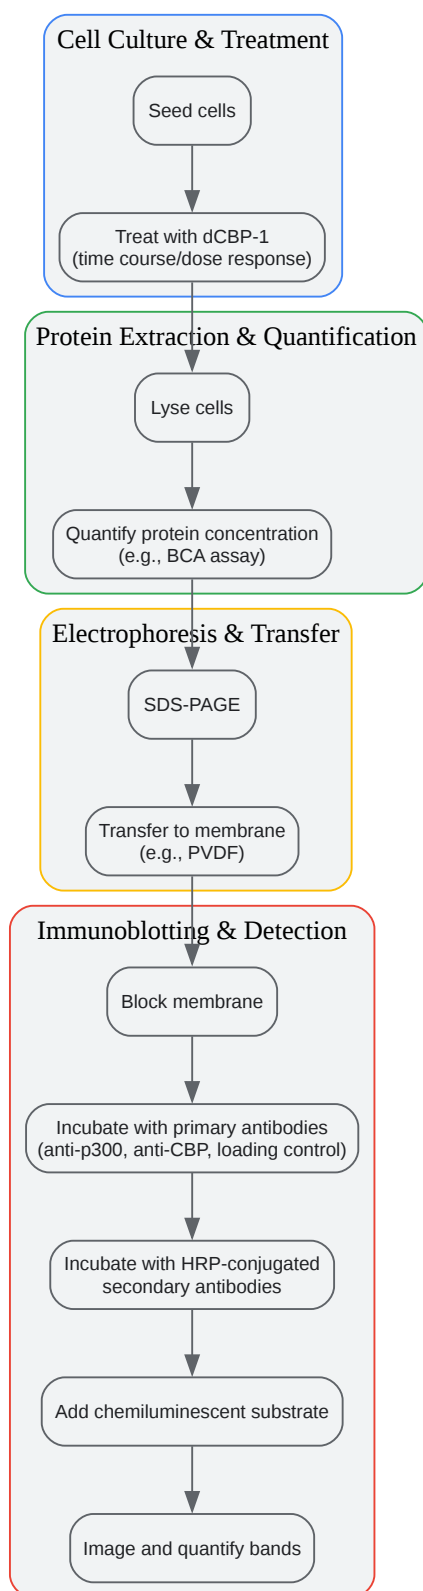 Cell Culture & Treatment
Seed cells
Treat with dCBP-1
(time course/dose response)
Protein Extraction & Quantification
Lyse cells
Quantify protein concentration
(e.g., BCA assay)
Electrophoresis & Transfer
SDS-PAGE
Transfer to membrane
(e.g., PVDF)
Immunoblotting & Detection
Block membrane
Incubate with primary antibodies
(anti-p300, anti-CBP, loading control)
Incubate with HRP-conjugated
secondary antibodies
Add chemiluminescent substrate
Image and quantify bands